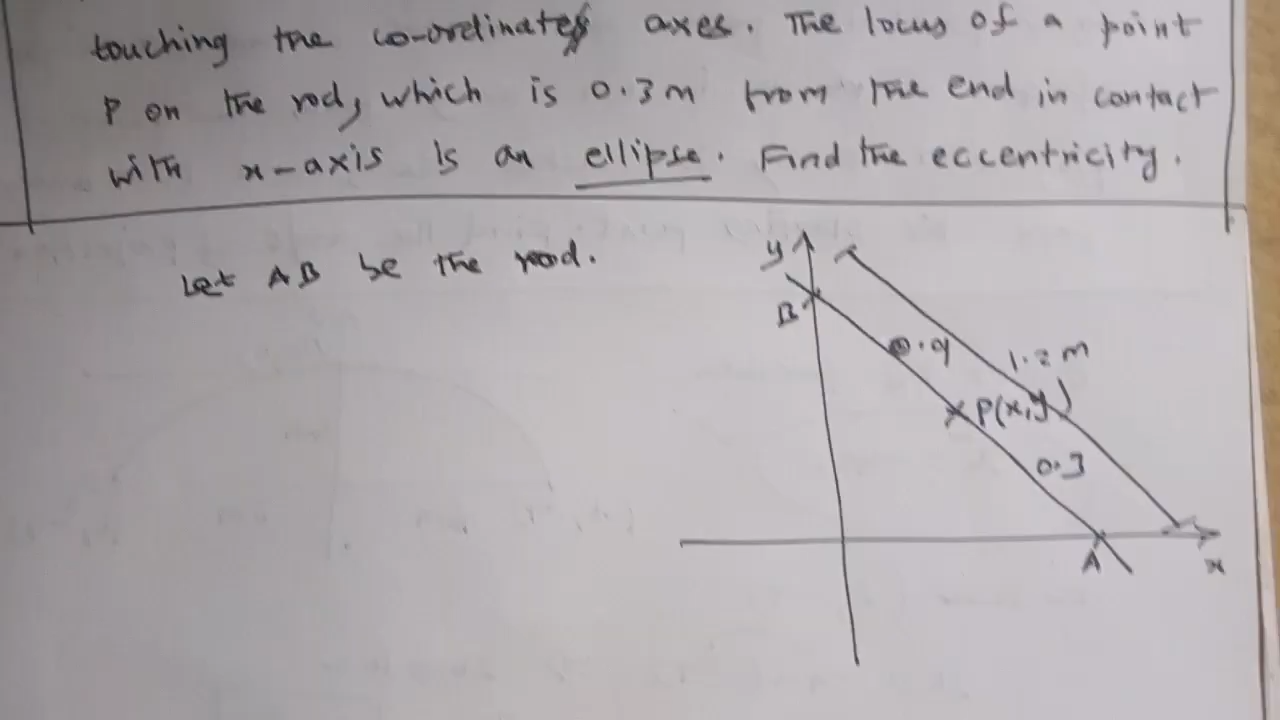 touching the co-ordinates axes. The locus of a point
P on the rod, which is 0.3m from the end in contact
with x-axis is an ellipse. Find the eccentricity.
Let AB be the rod.
y
B
0.9
1.2 m
P(x,y)
0.3
A
x